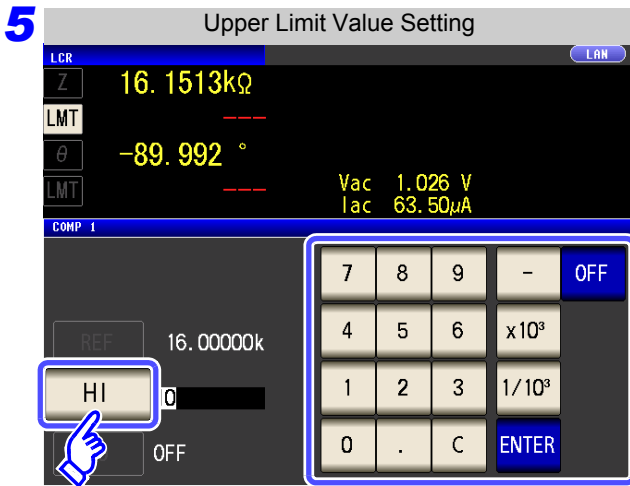 5
Upper Limit Value Setting
LCR
LAN
Z 16.1513kΩ
LMT ---
θ -89.992 °
LMT ---
Vac 1.026 V
Iac 63.50μA
COMP 1
7 8 9 - OFF
REF 16.00000k
4 5 6 x10³
HI 0
1 2 3 1/10³
OFF
0 . C ENTER